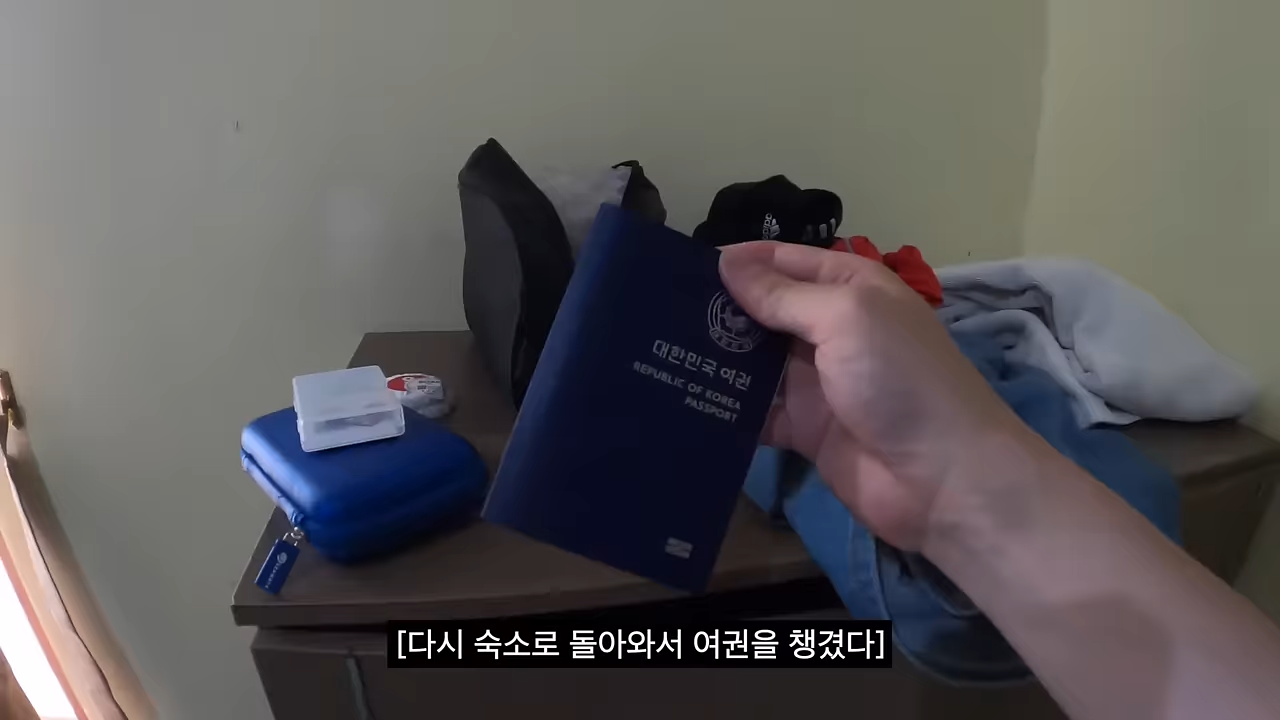 adidas
대한민국 여권
REPUBLIC OF KOREA
PASSPORT
[다시 숙소로 돌아와서 여권을 챙겼다]